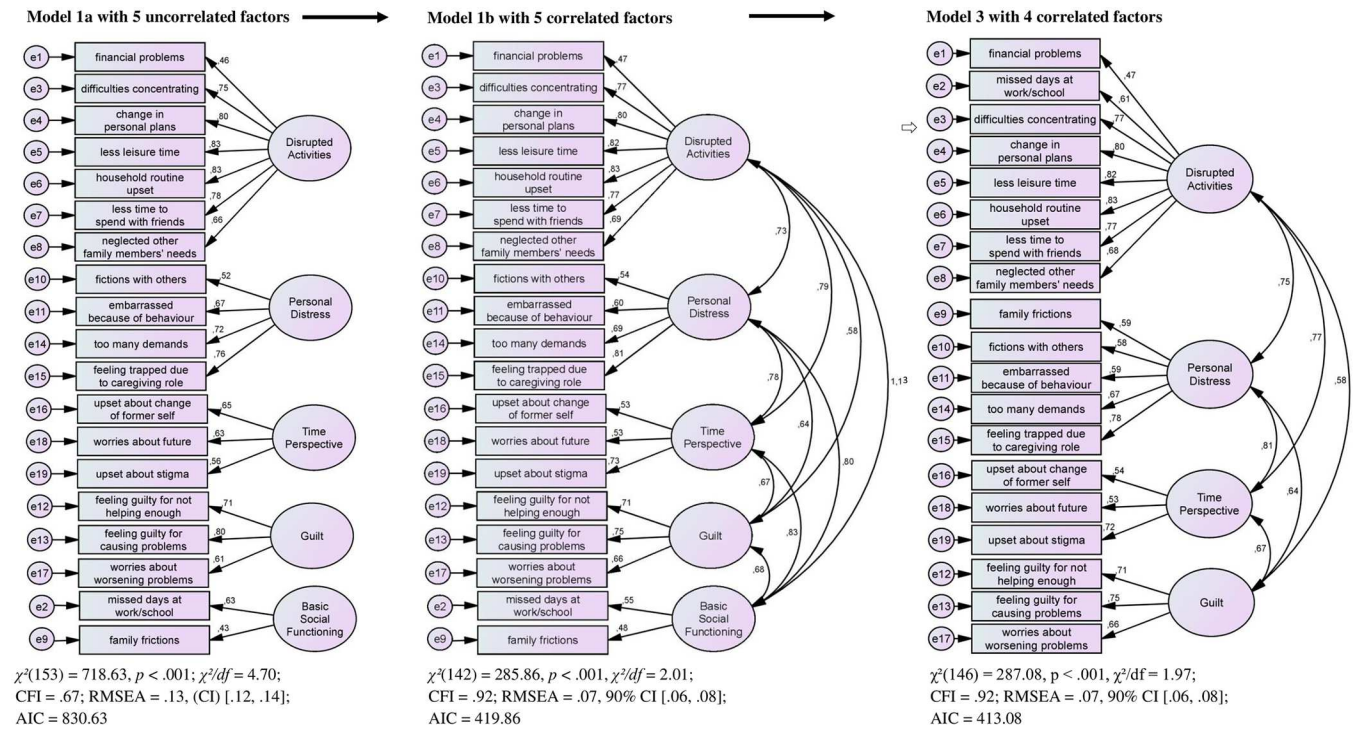 Model 1a with 5 uncorrelated factors
e1
financial problems
,46
e3
difficulties concentrating
,75
e4
change in
personal plans
,80
e5
less leisure time
,83
e6
household routine
upset
,83
e7
less time to
spend with friends
,78
e8
neglected other
family members' needs
,66
Disrupted
Activities
e10
fictions with others
,52
e11
embarrassed
because of behaviour
,67
e14
too many demands
,72
e15
feeling trapped due
to caregiving role
,76
Personal
Distress
e16
upset about change
of former self
,65
e18
worries about future
,63
e19
upset about stigma
,56
Time
Perspective
e12
feeling guilty for not
helping enough
,71
e13
feeling guilty for
causing problems
,80
e17
worries about
worsening problems
,61
Guilt
e2
missed days at
work/school
,63
e9
family frictions
,43
Basic
Social
Functioning
χ²(153) = 718.63, p < .001; χ²/df = 4.70;
CFI = .67; RMSEA = .13, (CI) [.12, .14];
AIC = 830.63
Model 1b with 5 correlated factors
e1
financial problems
,47
e3
difficulties concentrating
,77
e4
change in
personal plans
,80
e5
less leisure time
,82
e6
household routine
upset
,83
e7
less time to
spend with friends
,77
e8
neglected other
family members' needs
,69
Disrupted
Activities
e10
fictions with others
,54
e11
embarrassed
because of behaviour
,60
e14
too many demands
,69
e15
feeling trapped due
to caregiving role
,81
Personal
Distress
e16
upset about change
of former self
,53
e18
worries about future
,53
e19
upset about stigma
,73
Time
Perspective
e12
feeling guilty for not
helping enough
,71
e13
feeling guilty for
causing problems
,75
e17
worries about
worsening problems
,66
Guilt
e2
missed days at
work/school
,55
e9
family frictions
,48
Basic
Social
Functioning
,73
,79
,58
1,13
,78
,64
,80
,67
,83
,68
χ²(142) = 285.86, p < .001, χ²/df = 2.01;
CFI = .92; RMSEA = .07, 90% CI [.06, .08];
AIC = 419.86
Model 3 with 4 correlated factors
e1
financial problems
,47
e2
missed days at
work/school
,61
e3
difficulties concentrating
,77
e4
change in
personal plans
,80
e5
less leisure time
,82
e6
household routine
upset
,83
e7
less time to
spend with friends
,77
e8
neglected other
family members' needs
,68
Disrupted
Activities
e9
family frictions
,59
e10
fictions with others
,58
e11
embarrassed
because of behaviour
,59
e14
too many demands
,67
e15
feeling trapped due
to caregiving role
,78
Personal
Distress
e16
upset about change
of former self
,54
e18
worries about future
,53
e19
upset about stigma
,72
Time
Perspective
e12
feeling guilty for not
helping enough
,71
e13
feeling guilty for
causing problems
,75
e17
worries about
worsening problems
,66
Guilt
,75
,77
,58
,81
,64
,67
χ²(146) = 287.08, p < .001, χ²/df = 1.97;
CFI = .92; RMSEA = .07, 90% CI [.06, .08];
AIC = 413.08